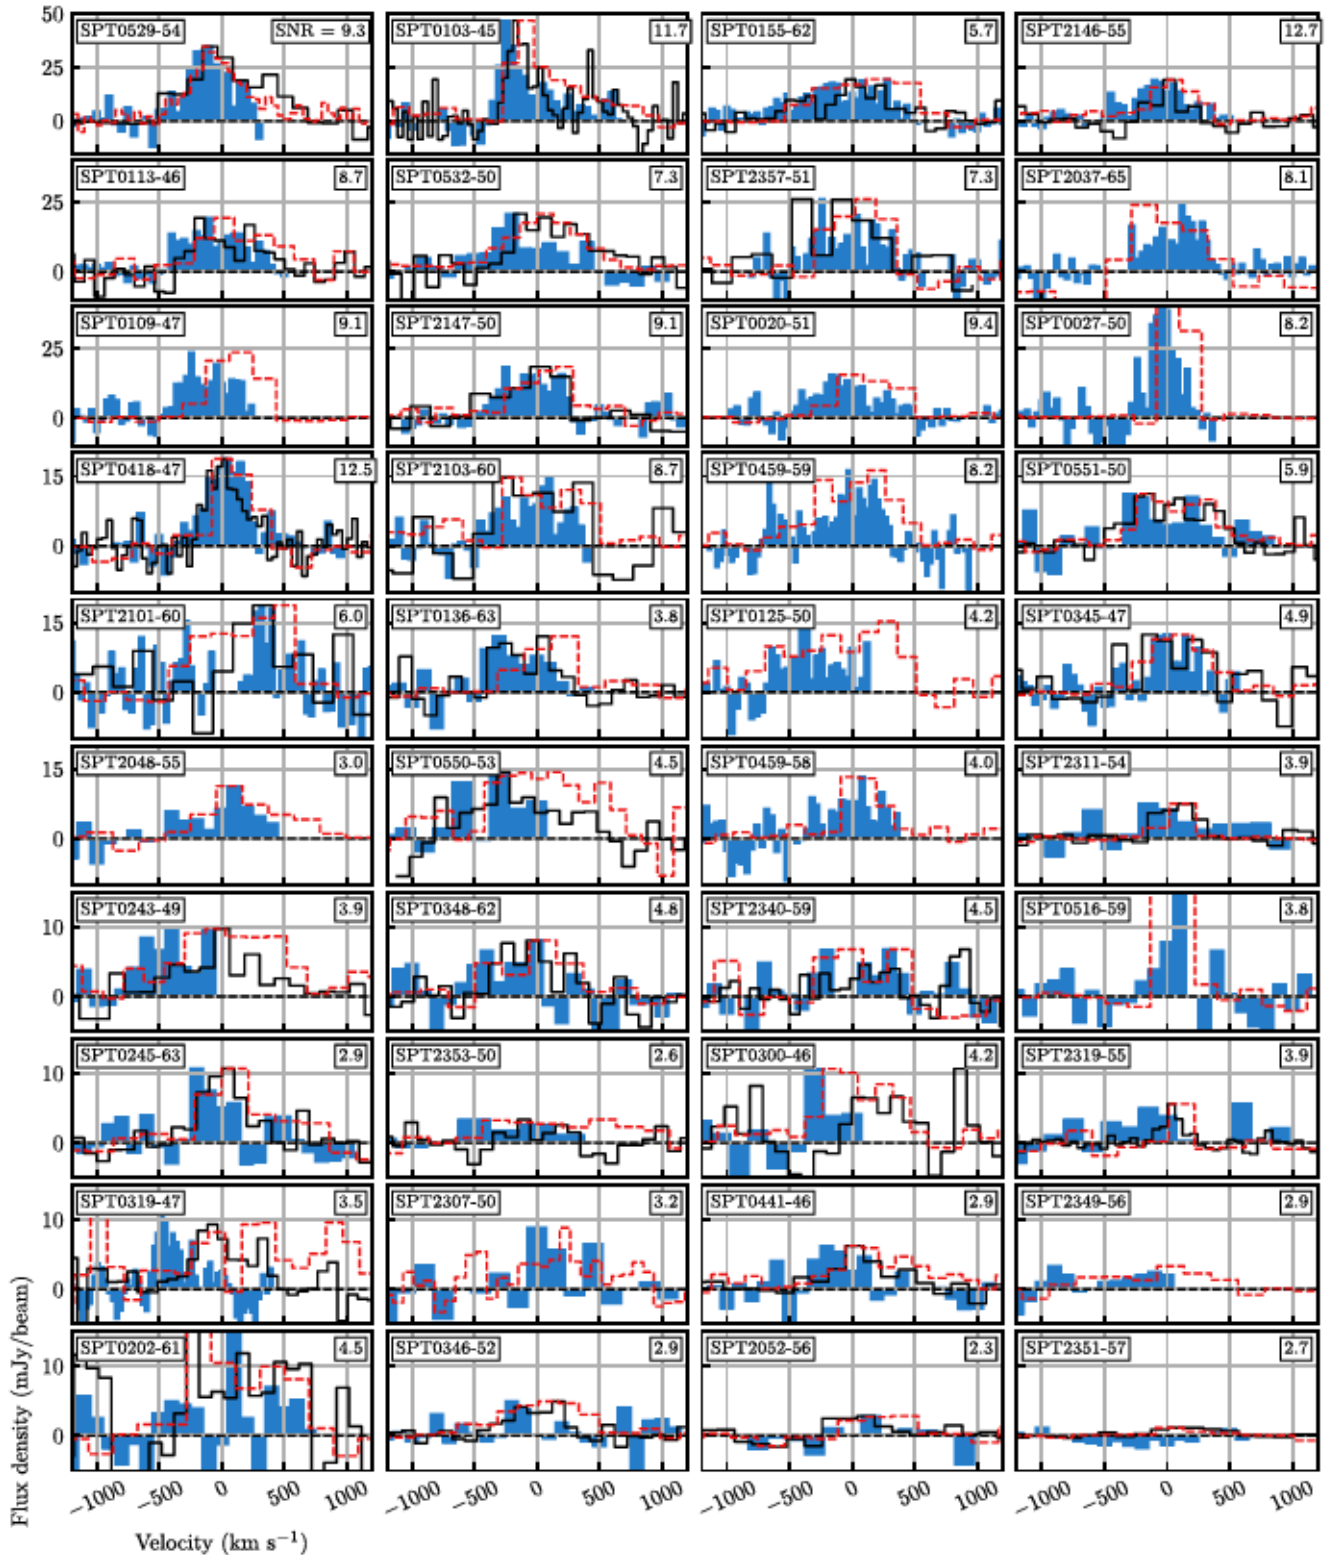 50
SPT0529-54 SNR = 9.3 SPT0103-45 11.7 SPT0155-62 5.7 SPT2146-55 12.7
25
0
SPT0113-46 8.7 SPT0532-50 7.3 SPT2357-51 7.3 SPT2037-65 8.1
25
0
SPT0109-47 9.1 SPT2147-50 9.1 SPT0020-51 9.4 SPT0027-50 8.2
25
0
SPT0418-47 12.5 SPT2103-60 8.7 SPT0459-59 8.2 SPT0551-50 5.9
15
0
SPT2101-60 6.0 SPT0136-63 3.8 SPT0125-50 4.2 SPT0345-47 4.9
15
0
SPT2048-55 3.0 SPT0550-53 4.5 SPT0459-58 4.0 SPT2311-54 3.9
15
0
SPT0243-49 3.9 SPT0348-62 4.8 SPT2340-59 4.5 SPT0516-59 3.8
10
0
SPT0245-63 2.9 SPT2353-50 2.6 SPT0300-46 4.2 SPT2319-55 3.9
10
0
SPT0319-47 3.5 SPT2307-50 3.2 SPT0441-46 2.9 SPT2349-56 2.9
10
0
SPT0202-61 4.5 SPT0346-52 2.9 SPT2052-56 2.3 SPT2351-57 2.7
10
0
−1000 −500 0 500 1000 −1000 −500 0 500 1000 −1000 −500 0 500 1000 −1000 −500 0 500 1000
Flux density (mJy/beam)
Velocity (km s⁻¹)